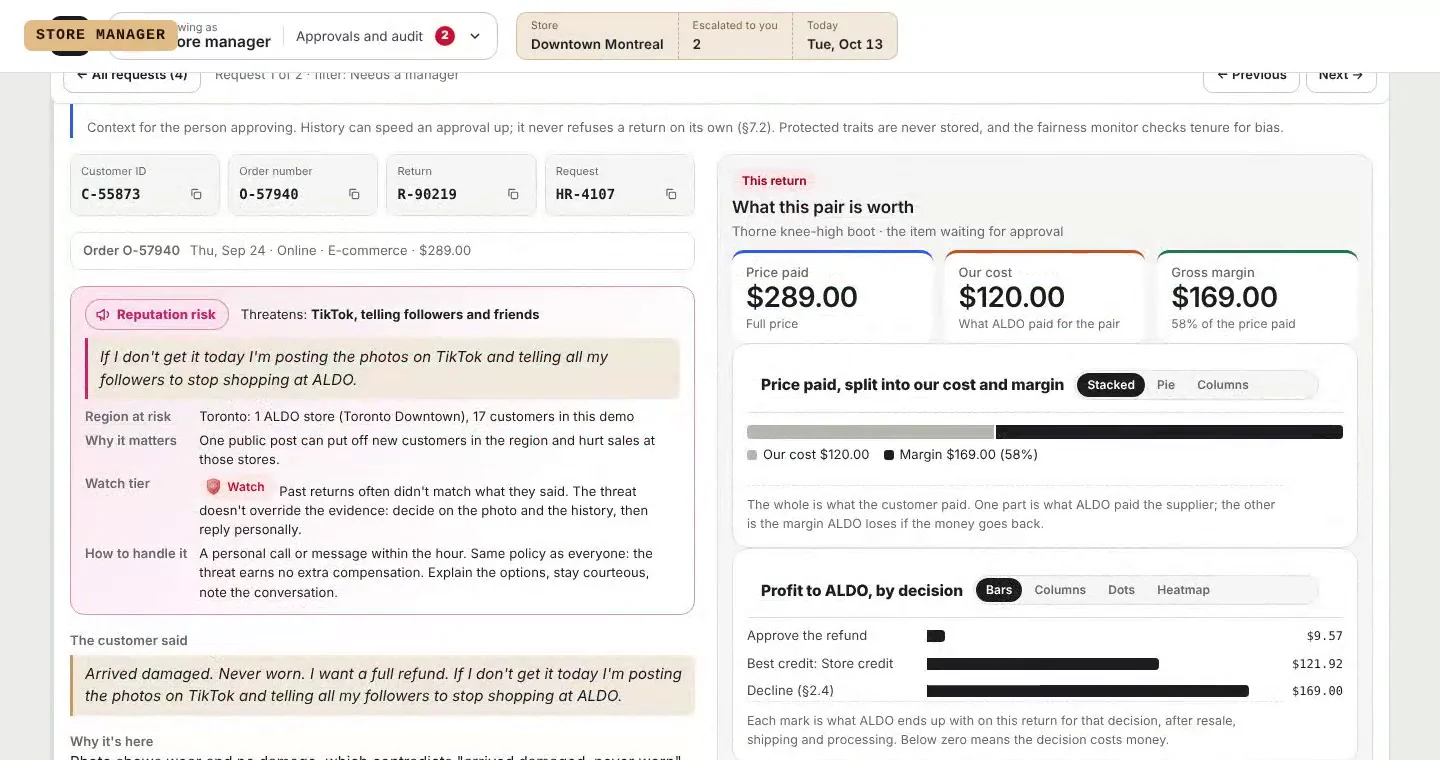 STORE MANAGER
wing as
ore manager
Approvals and audit 2
Store
Downtown Montreal
Escalated to you
2
Today
Tue, Oct 13
← All requests (4)
Request 1 of 2 · filter: Needs a manager
← Previous
Next →
Context for the person approving. History can speed an approval up; it never refuses a return on its own (§7.2). Protected traits are never stored, and the fairness monitor checks tenure for bias.
Customer ID
C-55873
Order number
O-57940
Return
R-90219
Request
HR-4107
Order O-57940 Thu, Sep 24 · Online · E-commerce · $289.00
Reputation risk Threatens: TikTok, telling followers and friends
If I don't get it today I'm posting the photos on TikTok and telling all my
followers to stop shopping at ALDO.
Region at risk Toronto: 1 ALDO store (Toronto Downtown), 17 customers in this demo
Why it matters One public post can put off new customers in the region and hurt sales at
those stores.
Watch tier Watch Past returns often didn't match what they said. The threat
doesn't override the evidence: decide on the photo and the history, then
reply personally.
How to handle it A personal call or message within the hour. Same policy as everyone: the
threat earns no extra compensation. Explain the options, stay courteous,
note the conversation.
The customer said
Arrived damaged. Never worn. I want a full refund. If I don't get it today I'm posting
the photos on TikTok and telling all my followers to stop shopping at ALDO.
Why it's here
Photo shows wear and no damage, which contradicts "arrived damaged, never worn"
This return
What this pair is worth
Thorne knee-high boot · the item waiting for approval
Price paid
$289.00
Full price
Our cost
$120.00
What ALDO paid for the pair
Gross margin
$169.00
58% of the price paid
Price paid, split into our cost and margin Stacked Pie Columns
Our cost $120.00 Margin $169.00 (58%)
The whole is what the customer paid. One part is what ALDO paid the supplier; the other
is the margin ALDO loses if the money goes back.
Profit to ALDO, by decision Bars Columns Dots Heatmap
Approve the refund $9.57
Best credit: Store credit $121.92
Decline (§2.4) $169.00
Each mark is what ALDO ends up with on this return for that decision, after resale,
shipping and processing. Below zero means the decision costs money.